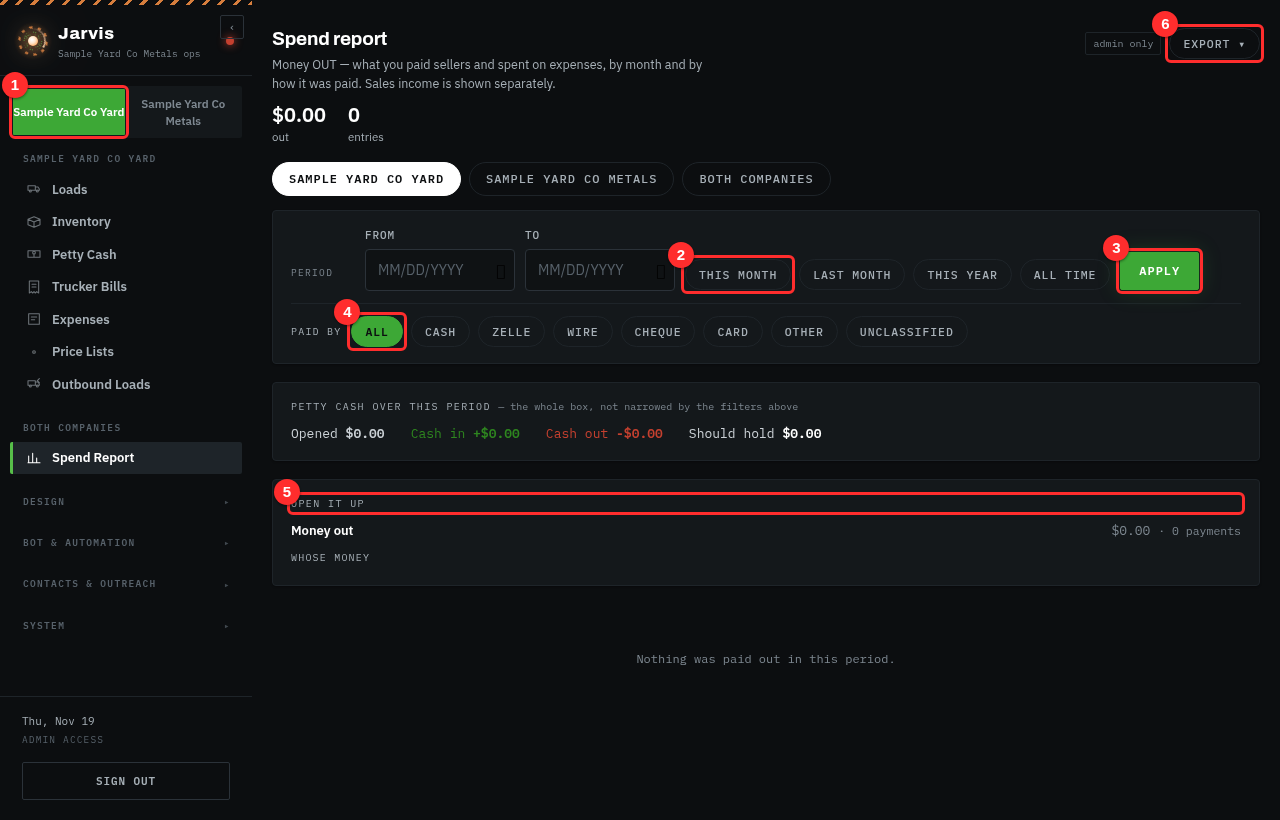 Jarvis
Sample Yard Co Metals ops
‹
1
Sample Yard Co Yard
Sample Yard Co Metals
SAMPLE YARD CO YARD
Loads
Inventory
Petty Cash
Trucker Bills
Expenses
Price Lists
Outbound Loads
BOTH COMPANIES
Spend Report
DESIGN
BOT & AUTOMATION
CONTACTS & OUTREACH
SYSTEM
Thu, Nov 19
ADMIN ACCESS
SIGN OUT
Spend report
Money OUT — what you paid sellers and spent on expenses, by month and by
how it was paid. Sales income is shown separately.
admin only
6
EXPORT ▾
$0.00
out
0
entries
SAMPLE YARD CO YARD
SAMPLE YARD CO METALS
BOTH COMPANIES
PERIOD
FROM
MM/DD/YYYY
TO
MM/DD/YYYY
2
THIS MONTH
LAST MONTH
THIS YEAR
ALL TIME
3
APPLY
PAID BY
4
ALL
CASH
ZELLE
WIRE
CHEQUE
CARD
OTHER
UNCLASSIFIED
PETTY CASH OVER THIS PERIOD — the whole box, not narrowed by the filters above
Opened $0.00 Cash in +$0.00 Cash out -$0.00 Should hold $0.00
5
OPEN IT UP
Money out
$0.00 · 0 payments
WHOSE MONEY
Nothing was paid out in this period.